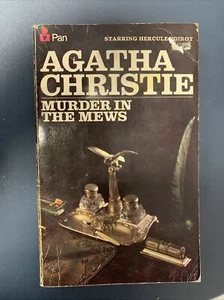 Pan
STARRING HERCULE POIROT
AGATHA
CHRISTIE
MURDER IN
THE MEWS